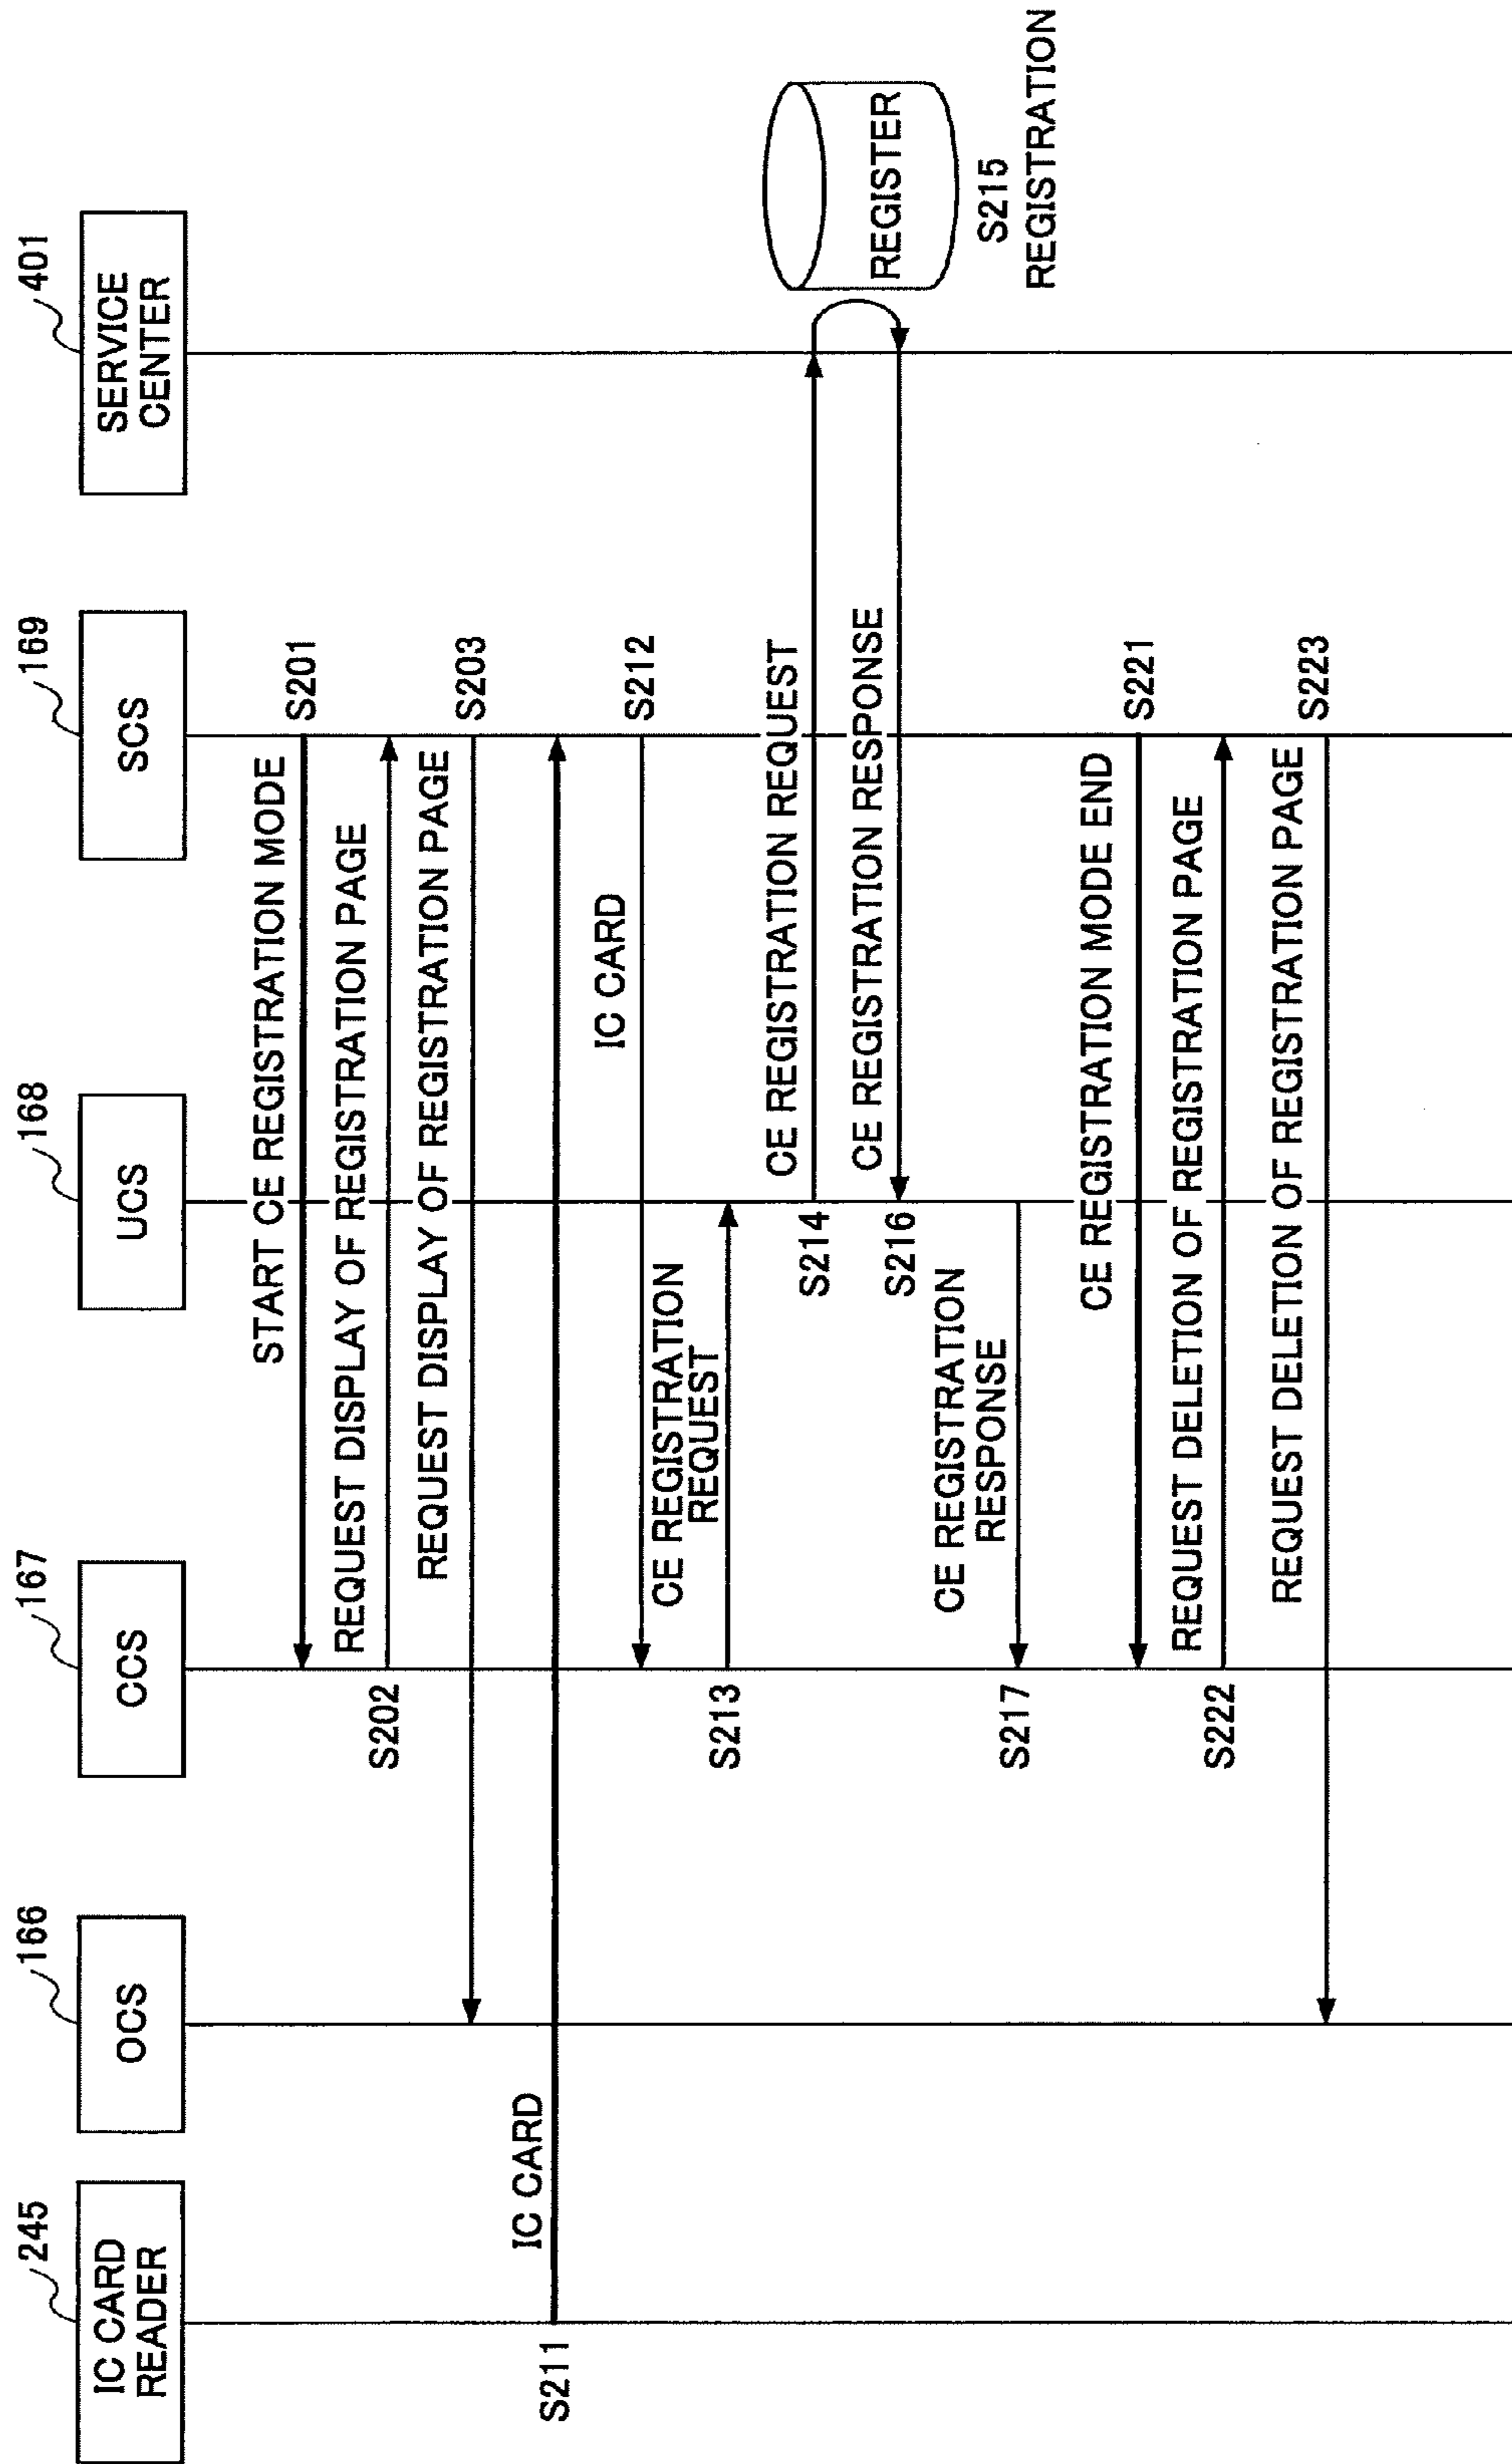 245
IC CARD
READER
166
OCS
167
CCS
168
UCS
169
SCS
401
SERVICE
CENTER
START CE REGISTRATION MODE
S201
S202
REQUEST DISPLAY OF REGISTRATION PAGE
REQUEST DISPLAY OF REGISTRATION PAGE
S203
S211
IC CARD
IC CARD
S212
S213
CE REGISTRATION
REQUEST
S214
CE REGISTRATION REQUEST
REGISTER
S215
REGISTRATION
S216
CE REGISTRATION RESPONSE
S217
CE REGISTRATION
RESPONSE
CE REGISTRATION MODE END
S221
S222
REQUEST DELETION OF REGISTRATION PAGE
REQUEST DELETION OF REGISTRATION PAGE
S223